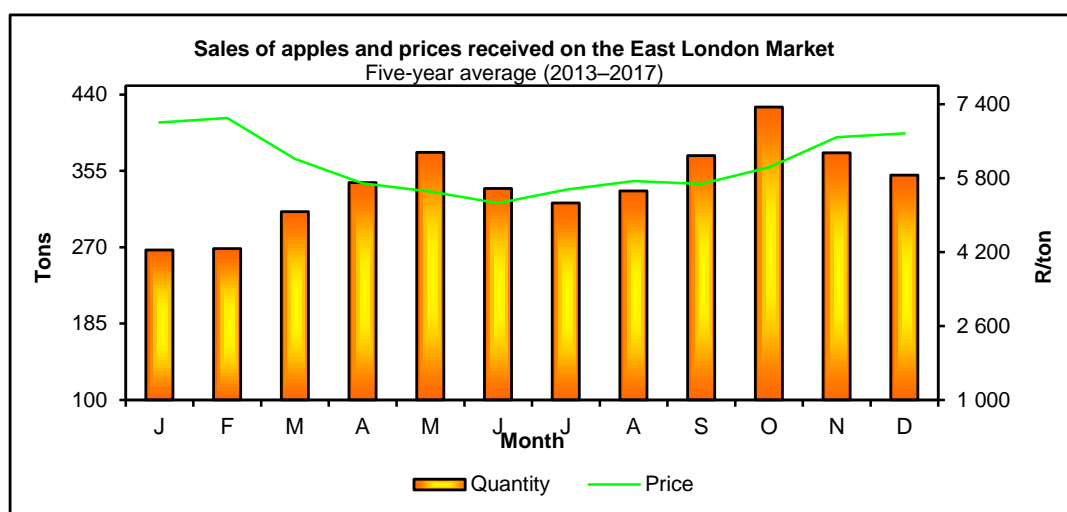 Sales of apples and prices received on the East London Market
Five-year average (2013–2017)
Tons
440
355
270
185
100
7 400
5 800
4 200
2 600
1 000
R/ton
J F M A M J J A S O N D
Month
Quantity Price